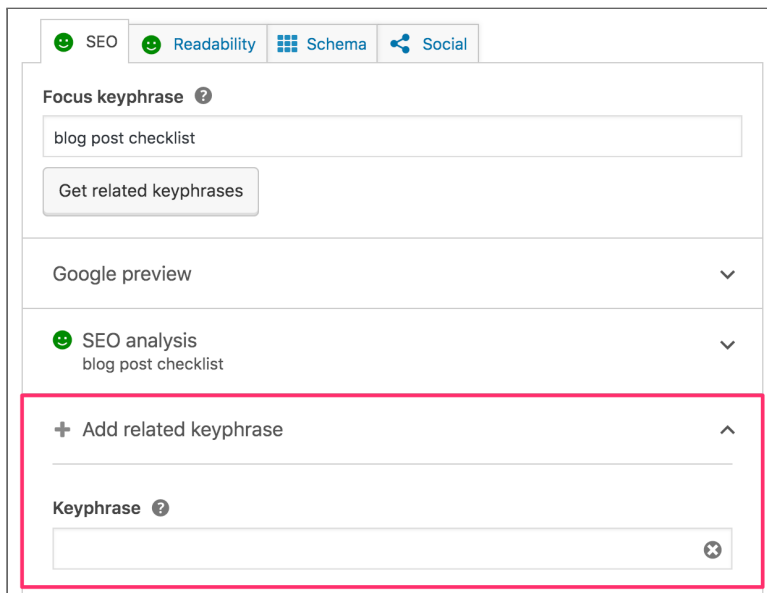 SEO
Readability
Schema
Social
Focus keyphrase ?
blog post checklist
Get related keyphrases
Google preview
SEO analysis
blog post checklist
Add related keyphrase
Keyphrase ?